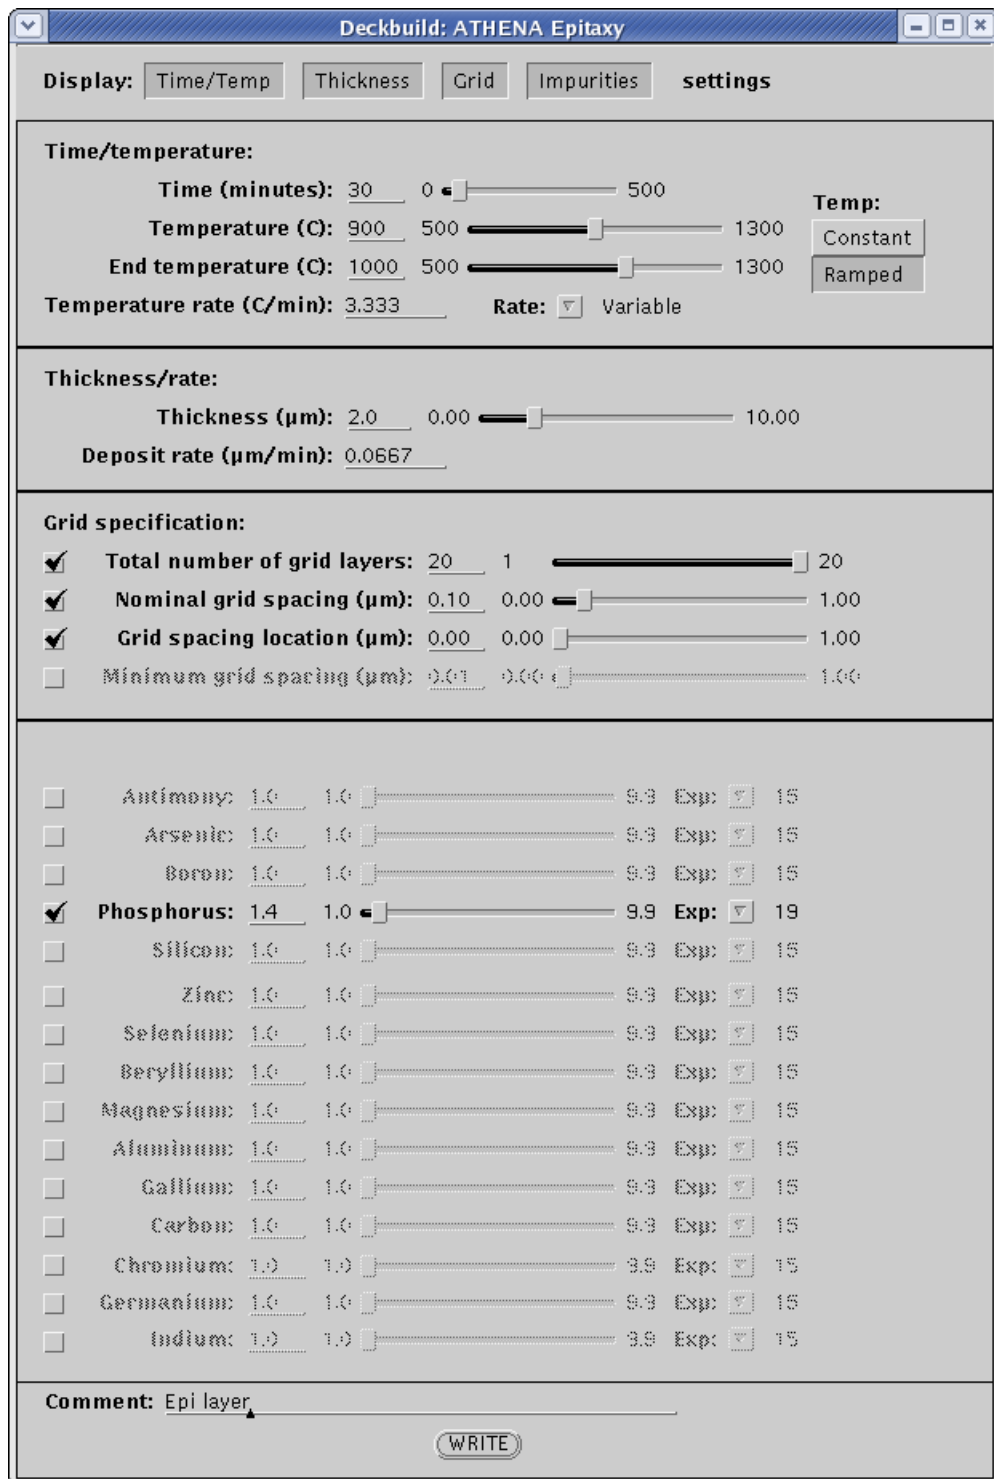 Deckbuild: ATHENA Epitaxy
Display: Time/Temp Thickness Grid Impurities settings
Time/temperature:
Time (minutes): 30 0 500
Temp:
Temperature (C): 900 500 1300
Constant
End temperature (C): 1000 500 1300
Ramped
Temperature rate (C/min): 3.333 Rate: Variable
Thickness/rate:
Thickness (µm): 2.0 0.00 10.00
Deposit rate (µm/min): 0.0667
Grid specification:
Total number of grid layers: 20 1 20
Nominal grid spacing (µm): 0.10 0.00 1.00
Grid spacing location (µm): 0.00 0.00 1.00
Minimum grid spacing (µm): 0.01 0.00 1.00
Antimony: 1.0 1.0 9.9 Exp: 15
Arsenic: 1.0 1.0 9.9 Exp: 15
Boron: 1.0 1.0 9.9 Exp: 15
Phosphorus: 1.4 1.0 9.9 Exp: 19
Silicon: 1.0 1.0 9.9 Exp: 15
Zinc: 1.0 1.0 9.9 Exp: 15
Selenium: 1.0 1.0 9.9 Exp: 15
Beryllium: 1.0 1.0 9.9 Exp: 15
Magnesium: 1.0 1.0 9.9 Exp: 15
Aluminum: 1.0 1.0 9.9 Exp: 15
Gallium: 1.0 1.0 9.9 Exp: 15
Carbon: 1.0 1.0 9.9 Exp: 15
Chromium: 1.0 1.0 9.9 Exp: 15
Germanium: 1.0 1.0 9.9 Exp: 15
Indium: 1.0 1.0 9.9 Exp: 15
Comment: Epi layer
WRITE